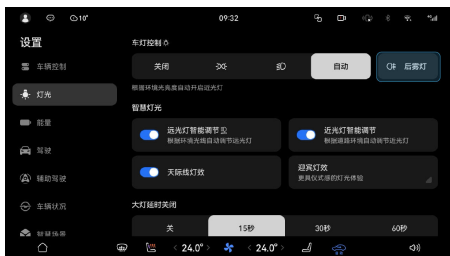 10°
09:32
设置
车灯控制
车辆控制
关闭
自动
后雾灯
根据环境光亮度自动开启近光灯
灯光
智慧灯光
能量
远光灯智能调节
根据环境光线自动调节远光灯
近光灯智能调节
根据道路环境自动调节近光灯
驾驶
辅助驾驶
天际线灯效
迎宾灯效
更具仪式感的灯光体验
车辆状况
大灯延时关闭
智慧场景
关
15秒
30秒
60秒
< 24.0° >
< 24.0° >